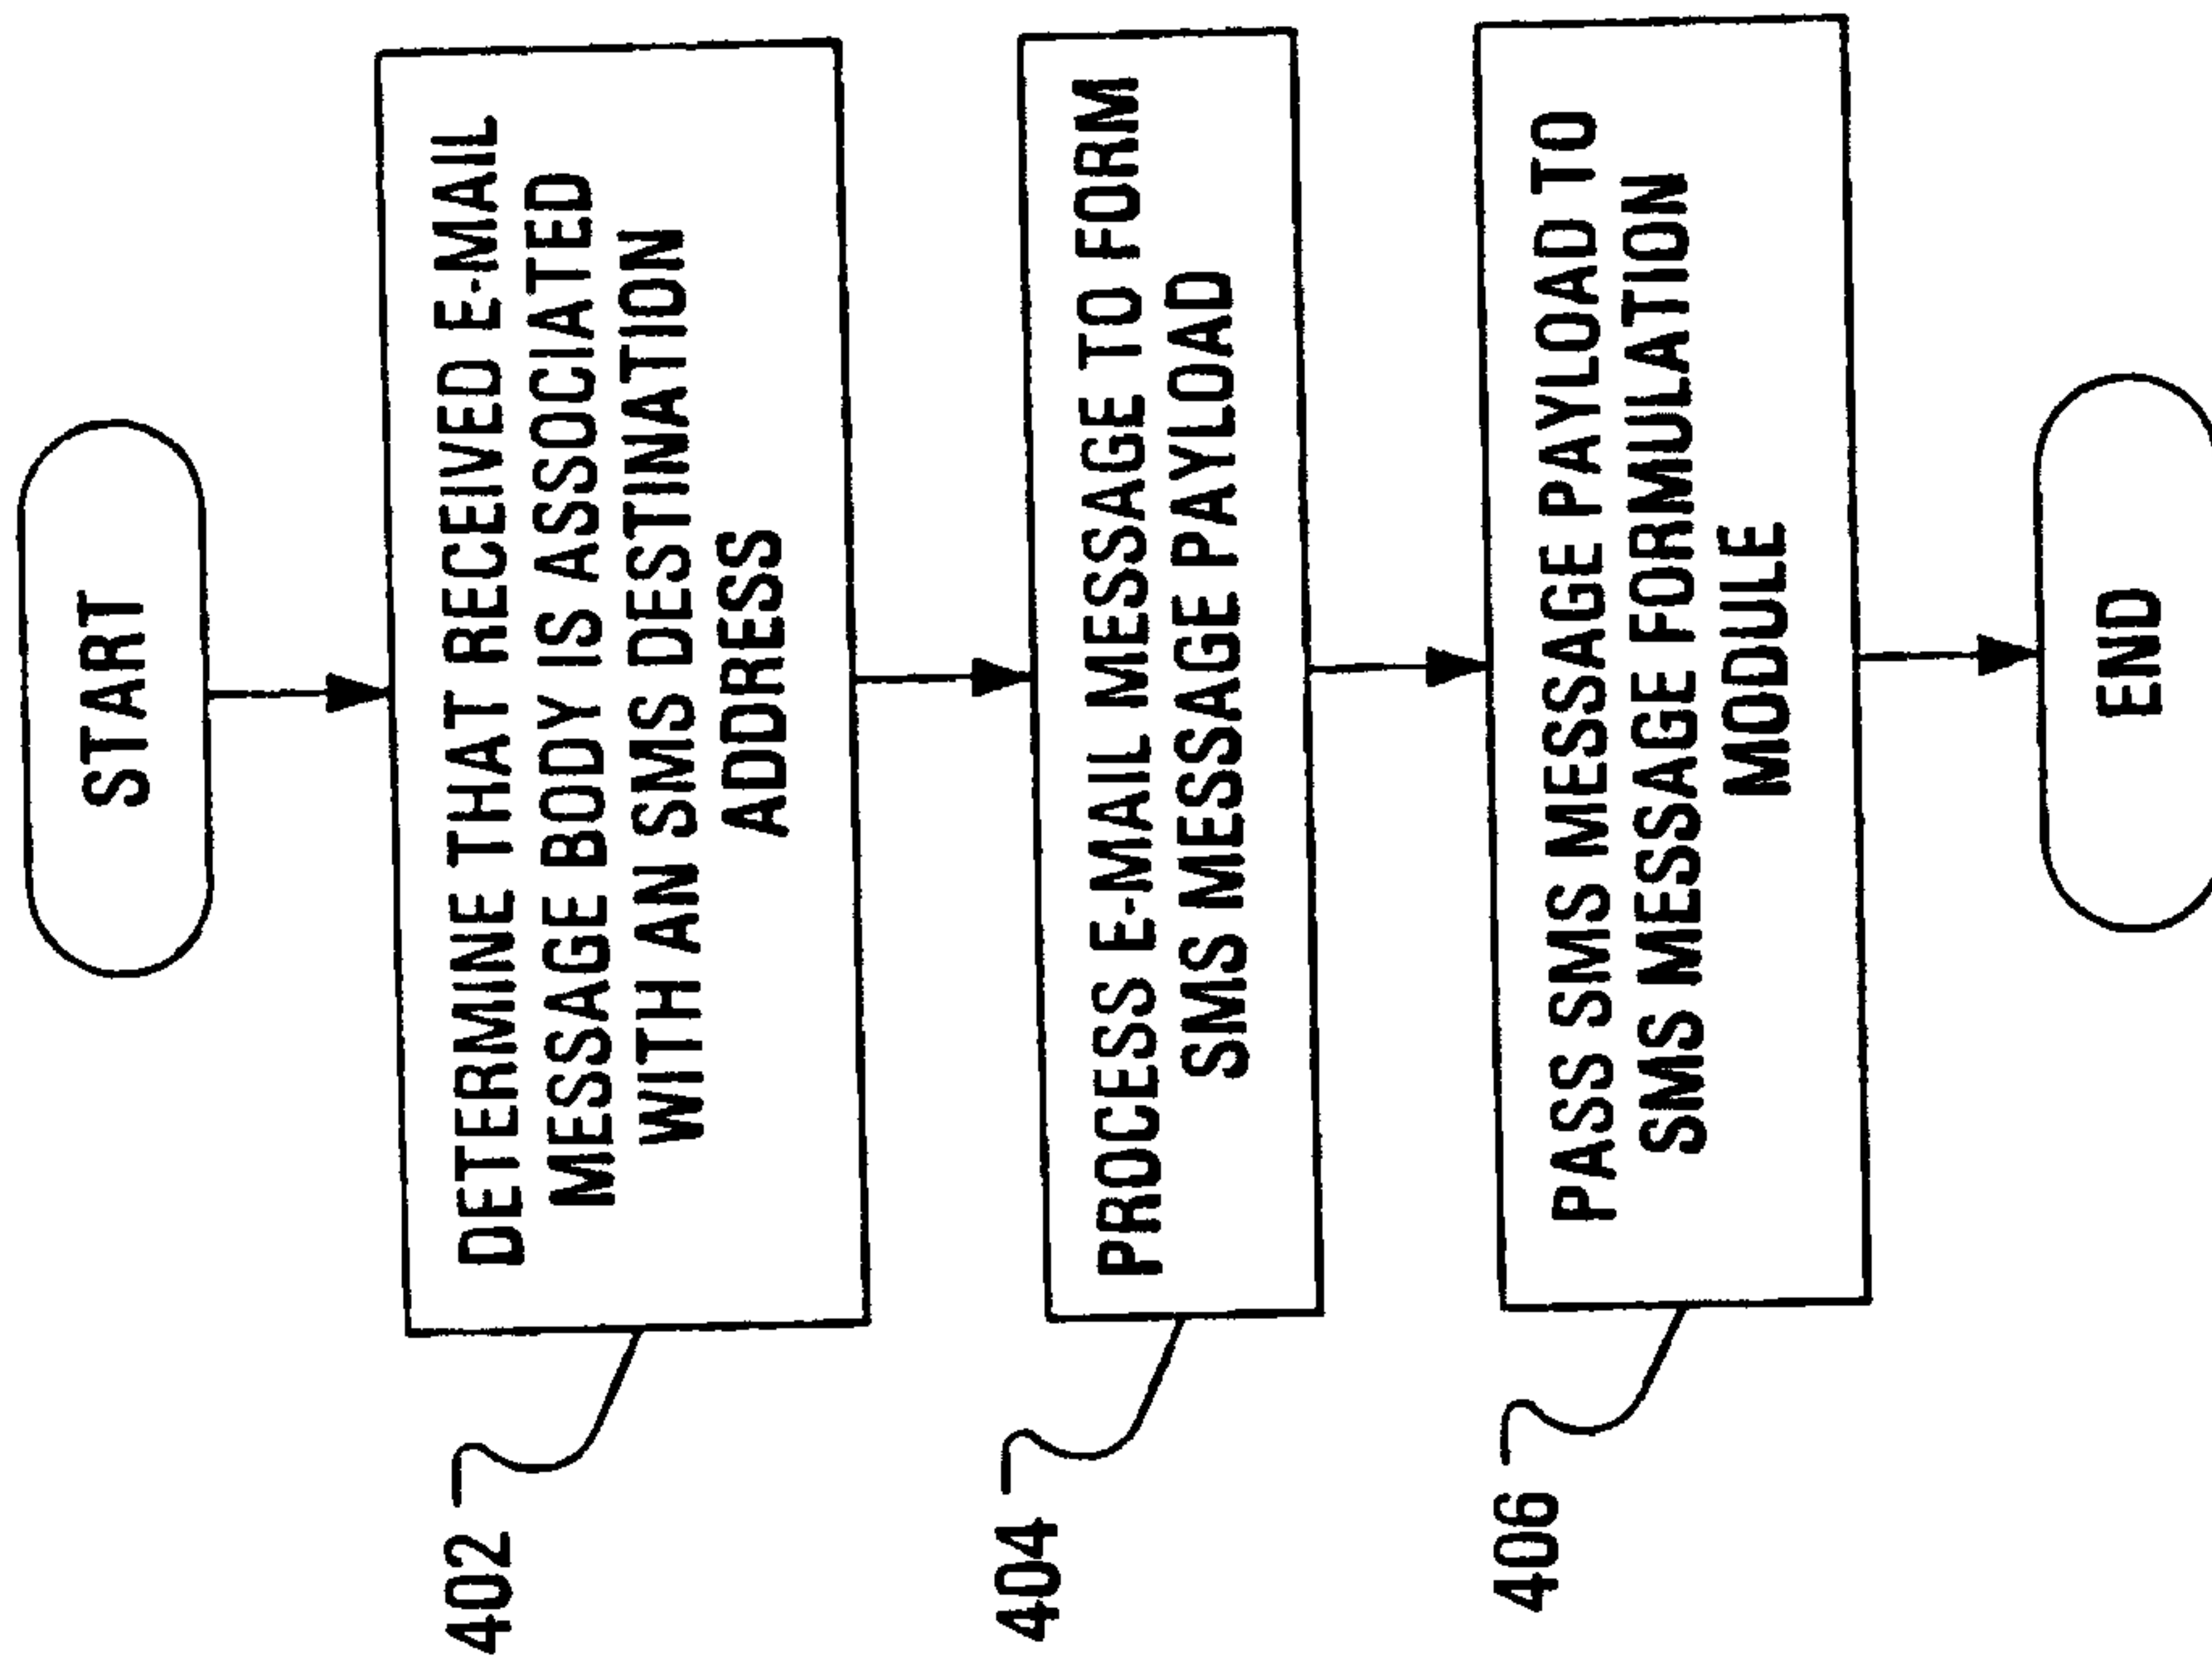 START
DETERMINE THAT RECEIVED E-MAIL
MESSAGE BODY IS ASSOCIATED
WITH AN SMS DESTINATION
ADDRESS
402
PROCESS E-MAIL MESSAGE TO FORM
SMS MESSAGE PAYLOAD
404
PASS SMS MESSAGE PAYLOAD TO
SMS MESSAGE FORMULATION
MODULE
406
END